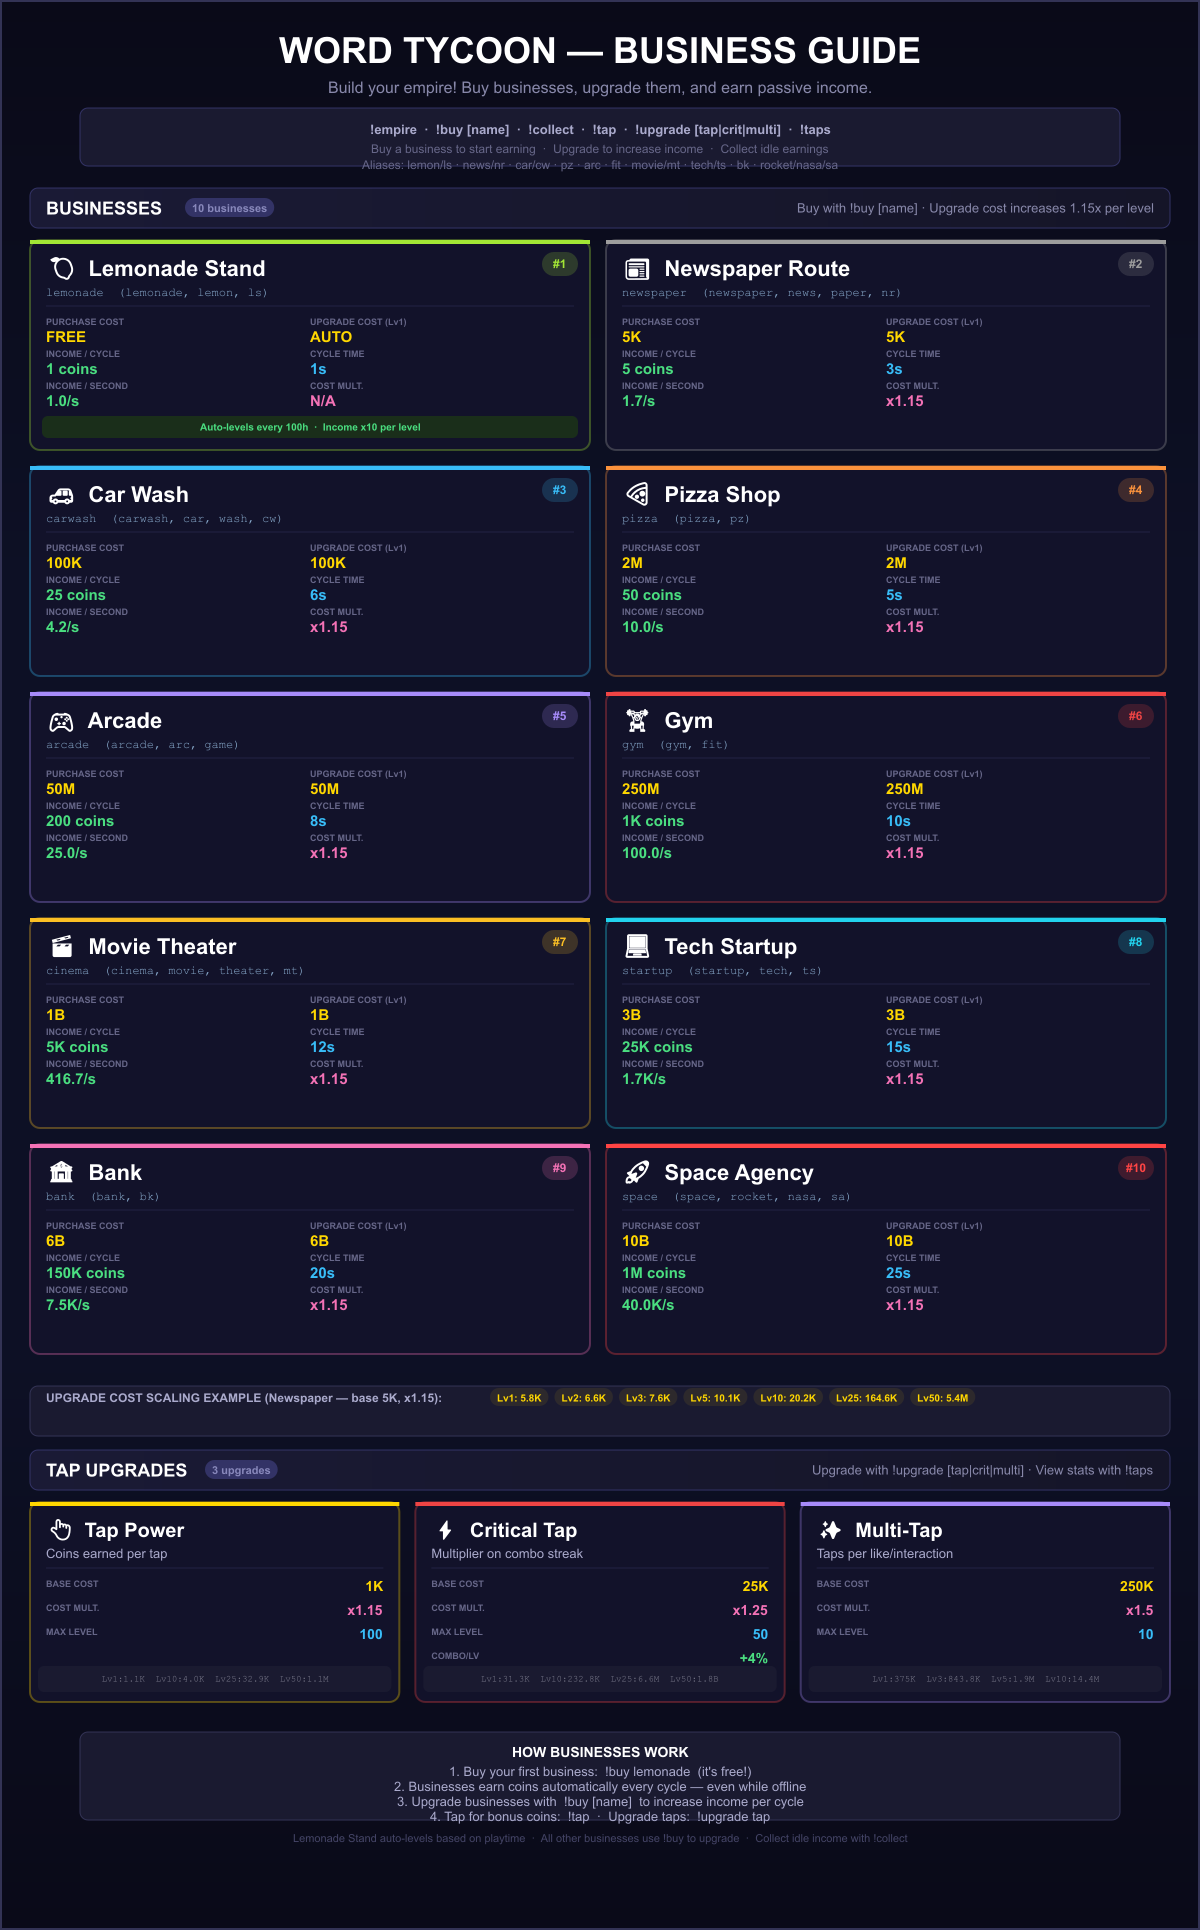 WORD TYCOON — BUSINESS GUIDE
Build your empire! Buy businesses, upgrade them, and earn passive income.
!empire · !buy [name] · !collect · !tap · !upgrade [tap|crit|multi] · !taps
Buy a business to start earning · Upgrade to increase income · Collect idle earnings
Aliases: lemon/ls · news/nr · car/cw · pz · arc · fit · movie/mt · tech/ts · bk · rocket/nasa/sa
BUSINESSES 10 businesses Buy with !buy [name] · Upgrade cost increases 1.15x per level
Lemonade Stand #1
lemonade (lemonade, lemon, ls)
PURCHASE COST UPGRADE COST (Lv1)
FREE AUTO
INCOME / CYCLE CYCLE TIME
1 coins 1s
INCOME / SECOND COST MULT.
1.0/s N/A
Auto-levels every 100h · Income x10 per level
Newspaper Route #2
newspaper (newspaper, news, paper, nr)
PURCHASE COST UPGRADE COST (Lv1)
5K 5K
INCOME / CYCLE CYCLE TIME
5 coins 3s
INCOME / SECOND COST MULT.
1.7/s x1.15
Car Wash #3
carwash (carwash, car, wash, cw)
PURCHASE COST UPGRADE COST (Lv1)
100K 100K
INCOME / CYCLE CYCLE TIME
25 coins 6s
INCOME / SECOND COST MULT.
4.2/s x1.15
Pizza Shop #4
pizza (pizza, pz)
PURCHASE COST UPGRADE COST (Lv1)
2M 2M
INCOME / CYCLE CYCLE TIME
50 coins 5s
INCOME / SECOND COST MULT.
10.0/s x1.15
Arcade #5
arcade (arcade, arc, game)
PURCHASE COST UPGRADE COST (Lv1)
50M 50M
INCOME / CYCLE CYCLE TIME
200 coins 8s
INCOME / SECOND COST MULT.
25.0/s x1.15
Gym #6
gym (gym, fit)
PURCHASE COST UPGRADE COST (Lv1)
250M 250M
INCOME / CYCLE CYCLE TIME
1K coins 10s
INCOME / SECOND COST MULT.
100.0/s x1.15
Movie Theater #7
cinema (cinema, movie, theater, mt)
PURCHASE COST UPGRADE COST (Lv1)
1B 1B
INCOME / CYCLE CYCLE TIME
5K coins 12s
INCOME / SECOND COST MULT.
416.7/s x1.15
Tech Startup #8
startup (startup, tech, ts)
PURCHASE COST UPGRADE COST (Lv1)
3B 3B
INCOME / CYCLE CYCLE TIME
25K coins 15s
INCOME / SECOND COST MULT.
1.7K/s x1.15
Bank #9
bank (bank, bk)
PURCHASE COST UPGRADE COST (Lv1)
6B 6B
INCOME / CYCLE CYCLE TIME
150K coins 20s
INCOME / SECOND COST MULT.
7.5K/s x1.15
Space Agency #10
space (space, rocket, nasa, sa)
PURCHASE COST UPGRADE COST (Lv1)
10B 10B
INCOME / CYCLE CYCLE TIME
1M coins 25s
INCOME / SECOND COST MULT.
40.0K/s x1.15
UPGRADE COST SCALING EXAMPLE (Newspaper — base 5K, x1.15): Lv1: 5.8K Lv2: 6.6K Lv3: 7.6K Lv5: 10.1K Lv10: 20.2K Lv25: 164.6K Lv50: 5.4M
TAP UPGRADES 3 upgrades Upgrade with !upgrade [tap|crit|multi] · View stats with !taps
Tap Power
Coins earned per tap
BASE COST 1K
COST MULT. x1.15
MAX LEVEL 100
Lv1:1.1K Lv10:4.0K Lv25:32.9K Lv50:1.1M
Critical Tap
Multiplier on combo streak
BASE COST 25K
COST MULT. x1.25
MAX LEVEL 50
COMBO/LV +4%
Lv1:31.3K Lv10:232.8K Lv25:6.6M Lv50:1.8B
Multi-Tap
Taps per like/interaction
BASE COST 250K
COST MULT. x1.5
MAX LEVEL 10
Lv1:375K Lv3:843.8K Lv5:1.9M Lv10:14.4M
HOW BUSINESSES WORK
1. Buy your first business: !buy lemonade (it's free!)
2. Businesses earn coins automatically every cycle — even while offline
3. Upgrade businesses with !buy [name] to increase income per cycle
4. Tap for bonus coins: !tap · Upgrade taps: !upgrade tap
Lemonade Stand auto-levels based on playtime · All other businesses use !buy to upgrade · Collect idle income with !collect